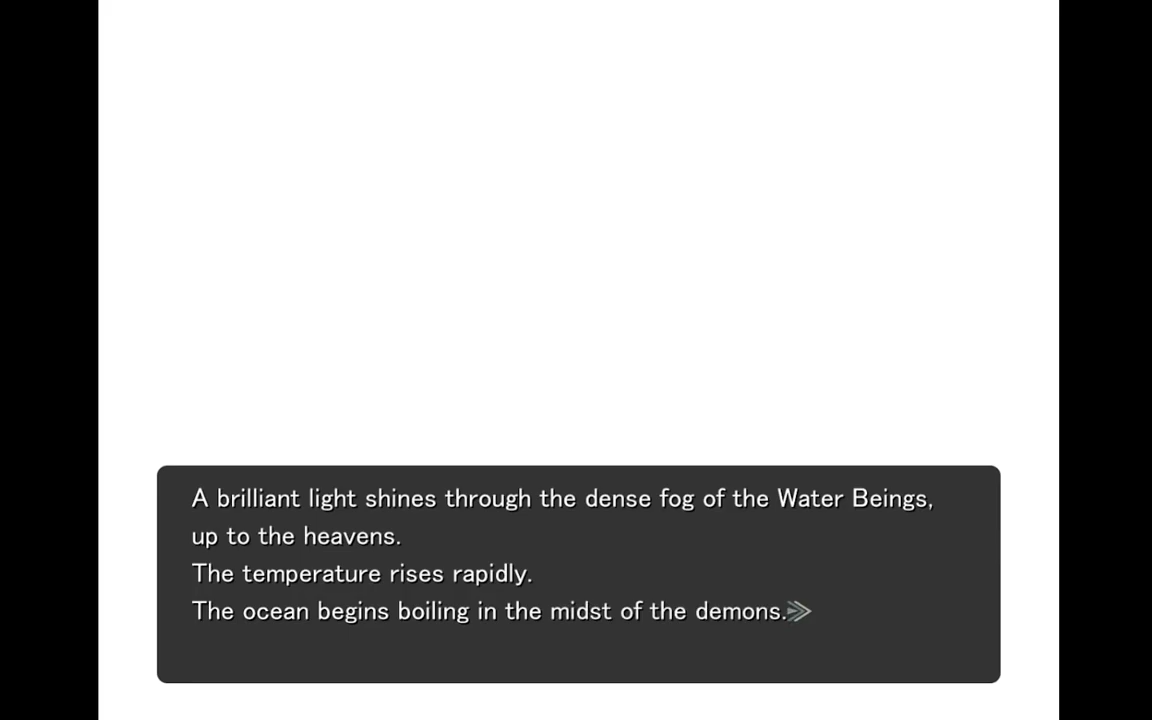 A brilliant light shines through the dense fog of the Water Beings,
up to the heavens.
The temperature rises rapidly.
The ocean begins boiling in the midst of the demons.